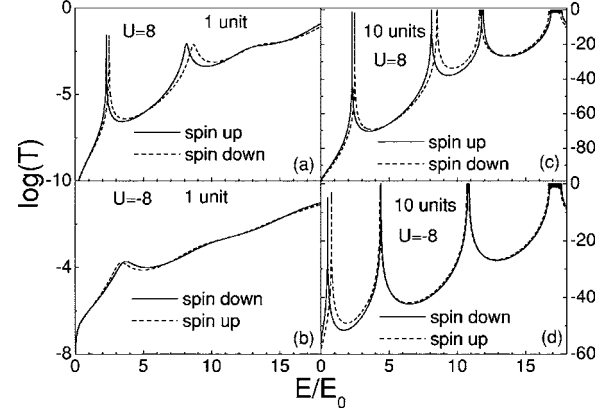 0
U=8
1 unit
-5
spin up
spin down
(a)
-10
0
10 units
U=8
-20
-40
-60
spin up
-80
spin down
(c)
log(T)
U=-8
1 unit
-4
spin down
spin up
(b)
-8
0
5
10
15
0
10 units
U=-8
-20
-40
spin down
spin up
(d)
-60
0
5
10
15
E/E₀